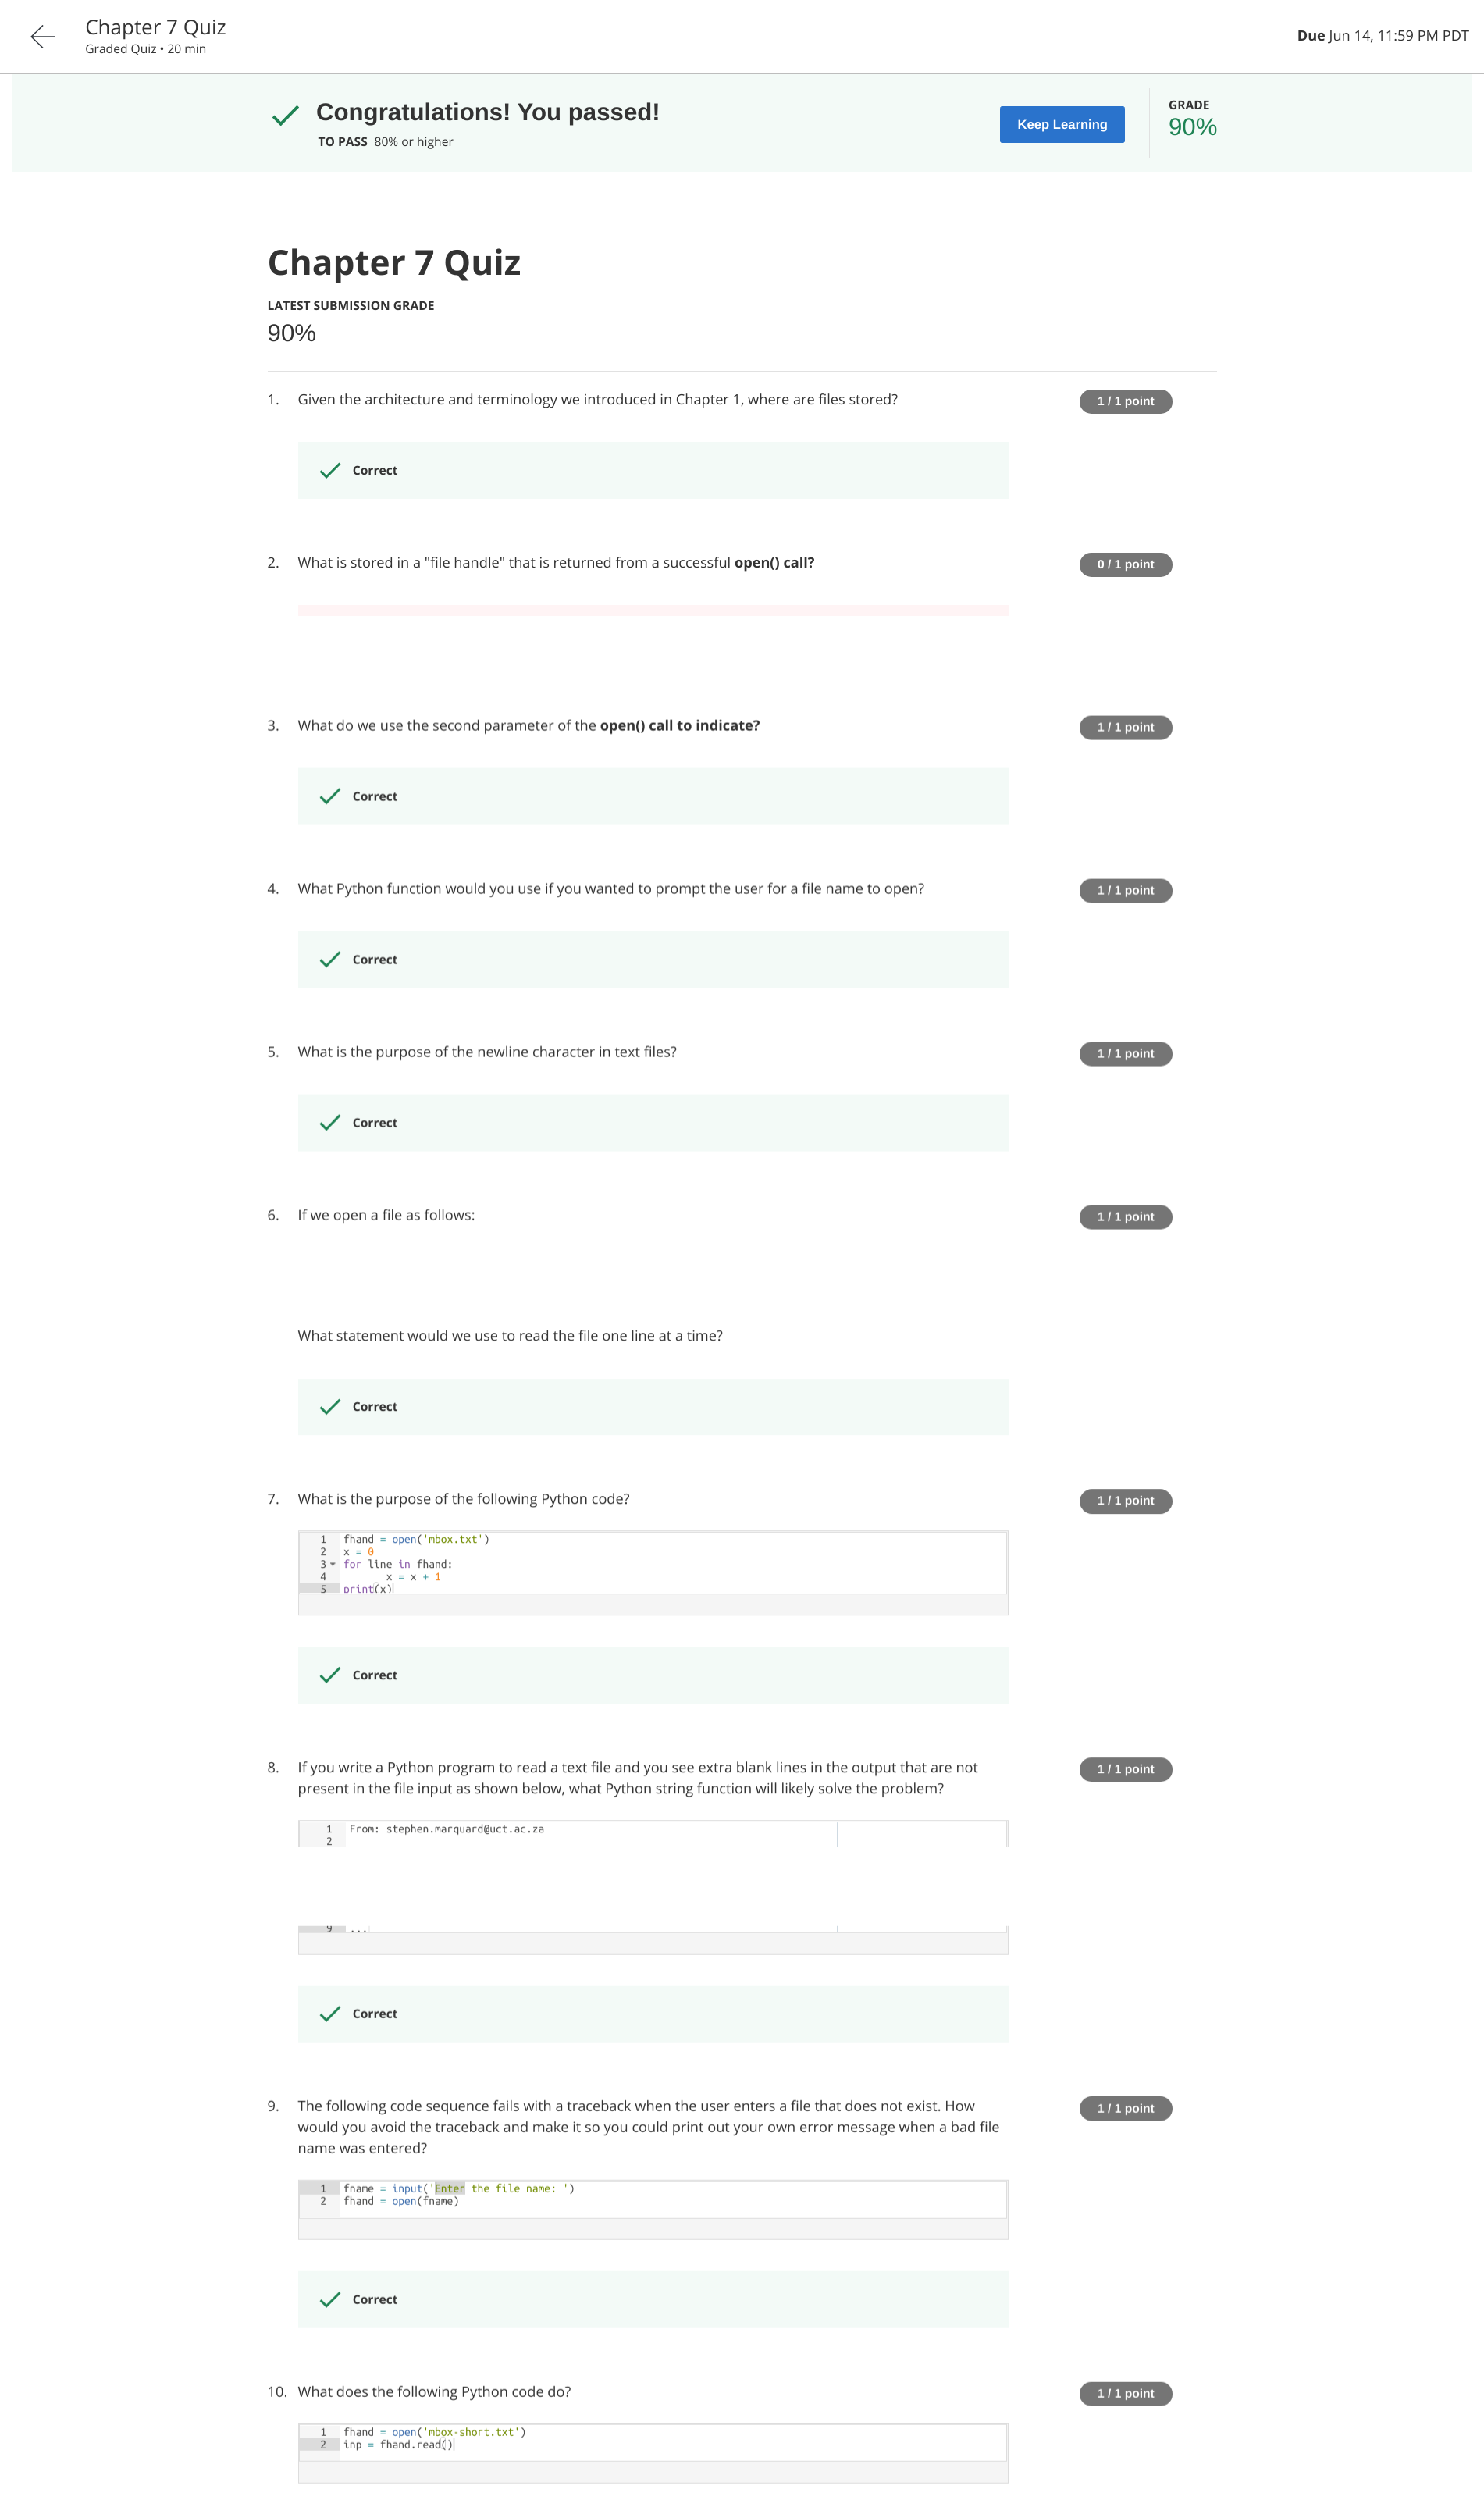 Chapter 7 Quiz
Graded Quiz • 20 min
Due Jun 14, 11:59 PM PDT
Congratulations! You passed!
TO PASS 80% or higher
Keep Learning
GRADE
90%
Chapter 7 Quiz
LATEST SUBMISSION GRADE
90%
1. Given the architecture and terminology we introduced in Chapter 1, where are files stored?
1 / 1 point
Correct
2. What is stored in a "file handle" that is returned from a successful open() call?
0 / 1 point
3. What do we use the second parameter of the open() call to indicate?
1 / 1 point
Correct
4. What Python function would you use if you wanted to prompt the user for a file name to open?
1 / 1 point
Correct
5. What is the purpose of the newline character in text files?
1 / 1 point
Correct
6. If we open a file as follows:
1 / 1 point
What statement would we use to read the file one line at a time?
Correct
7. What is the purpose of the following Python code?
1 / 1 point
1 fhand = open('mbox.txt')
2 x = 0
3 for line in fhand:
4 x = x + 1
5 print(x)
Correct
8. If you write a Python program to read a text file and you see extra blank lines in the output that are not
present in the file input as shown below, what Python string function will likely solve the problem?
1 / 1 point
1 From: stephen.marquard@uct.ac.za
2
9 ...
Correct
9. The following code sequence fails with a traceback when the user enters a file that does not exist. How
would you avoid the traceback and make it so you could print out your own error message when a bad file
name was entered?
1 / 1 point
1 fname = input('Enter the file name: ')
2 fhand = open(fname)
Correct
10. What does the following Python code do?
1 / 1 point
1 fhand = open('mbox-short.txt')
2 inp = fhand.read()